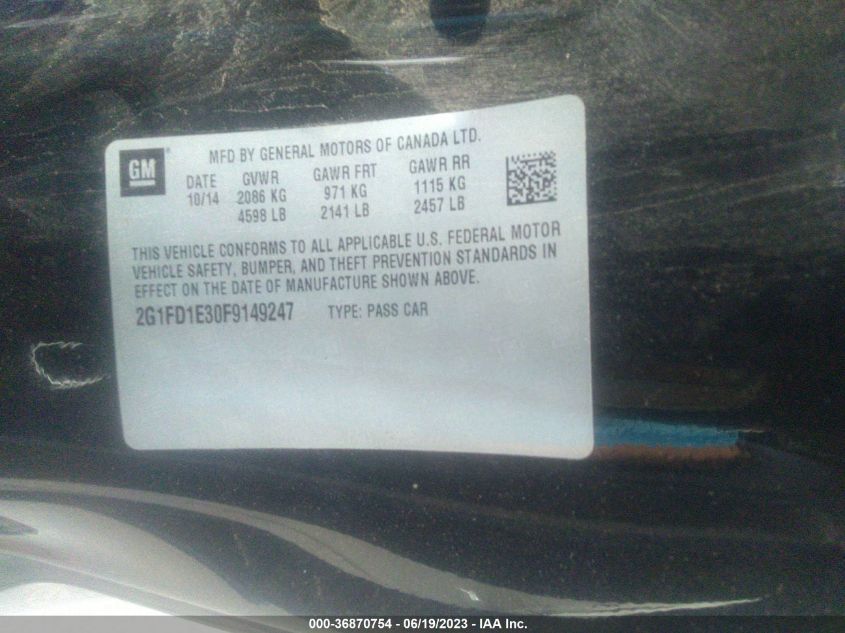 MFD BY GENERAL MOTORS OF CANADA LTD.
GM
DATE GVWR GAWR FRT GAWR RR
10/14 2086 KG 971 KG 1115 KG
4598 LB 2141 LB 2457 LB
THIS VEHICLE CONFORMS TO ALL APPLICABLE U.S. FEDERAL MOTOR
VEHICLE SAFETY, BUMPER, AND THEFT PREVENTION STANDARDS IN
EFFECT ON THE DATE OF MANUFACTURE SHOWN ABOVE.
2G1FD1E30F9149247 TYPE: PASS CAR
000-36870754 - 06/19/2023 - IAA Inc.